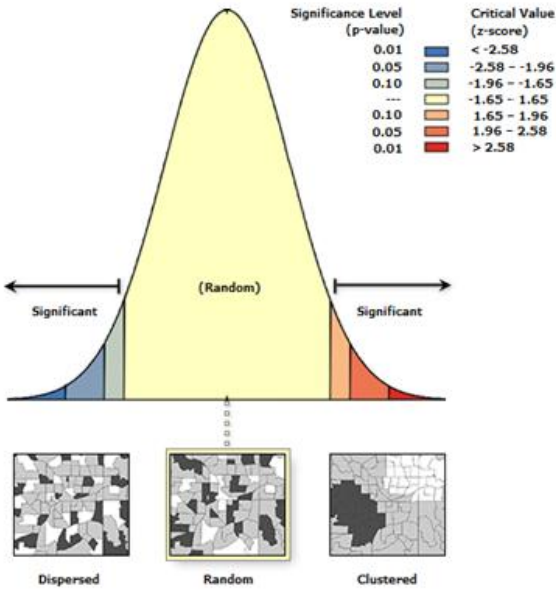 Significance Level Critical Value
(p-value) (z-score)
0.01 < -2.58
0.05 -2.58 – -1.96
0.10 -1.96 – -1.65
--- -1.65 – 1.65
0.10 1.65 – 1.96
0.05 1.96 – 2.58
0.01 > 2.58
(Random)
Significant Significant
Dispersed Random Clustered